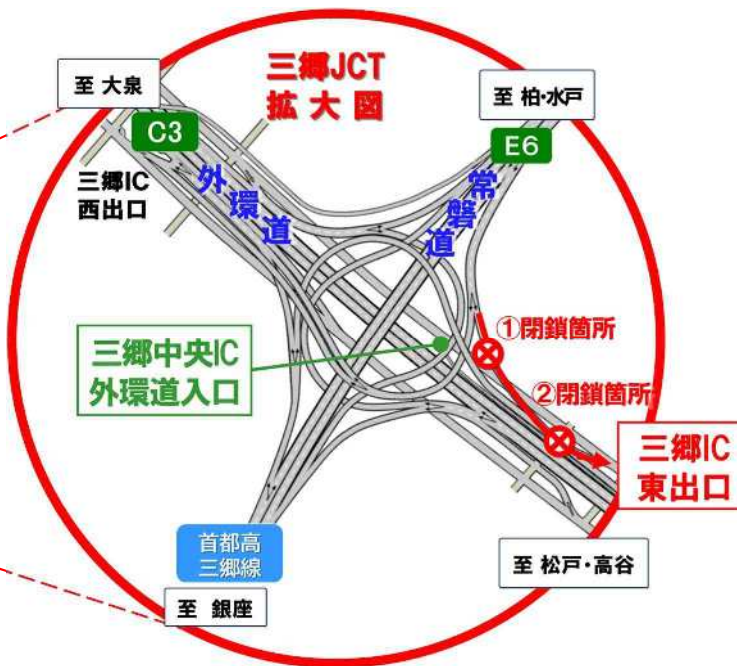 三郷JCT
拡大図
至 大泉
C3
三郷IC
西出口
外環道
至 柏・水戸
E6
常磐道
三郷中央IC
外環道入口
①閉鎖箇所
②閉鎖箇所
三郷IC
東出口
首都高
三郷線
至 銀座
至 松戸・高谷